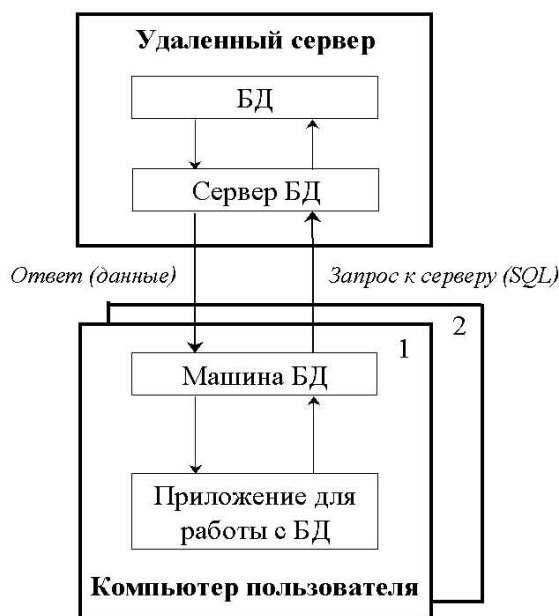 Удаленный сервер
БД
Сервер БД
Ответ (данные)
Запрос к серверу (SQL)
2
1
Машина БД
Приложение для
работы с БД
Компьютер пользователя